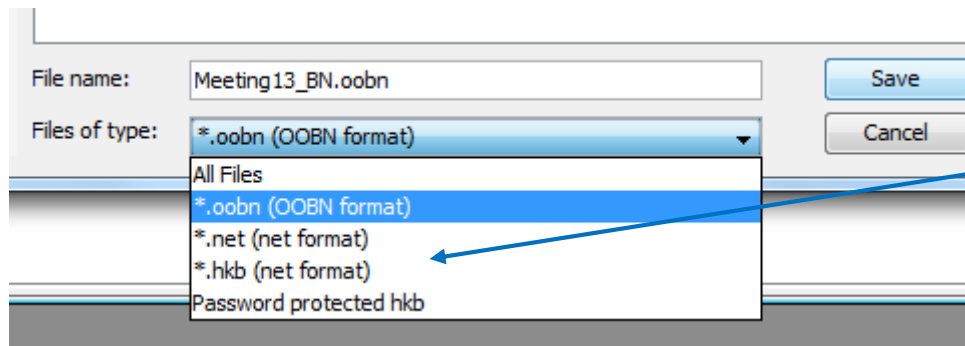 File name: Meeting13_BN.oobn Save
Files of type: *.oobn (OOBN format) Cancel
All Files
*.oobn (OOBN format)
*.net (net format)
*.hkb (net format)
Password protected hkb